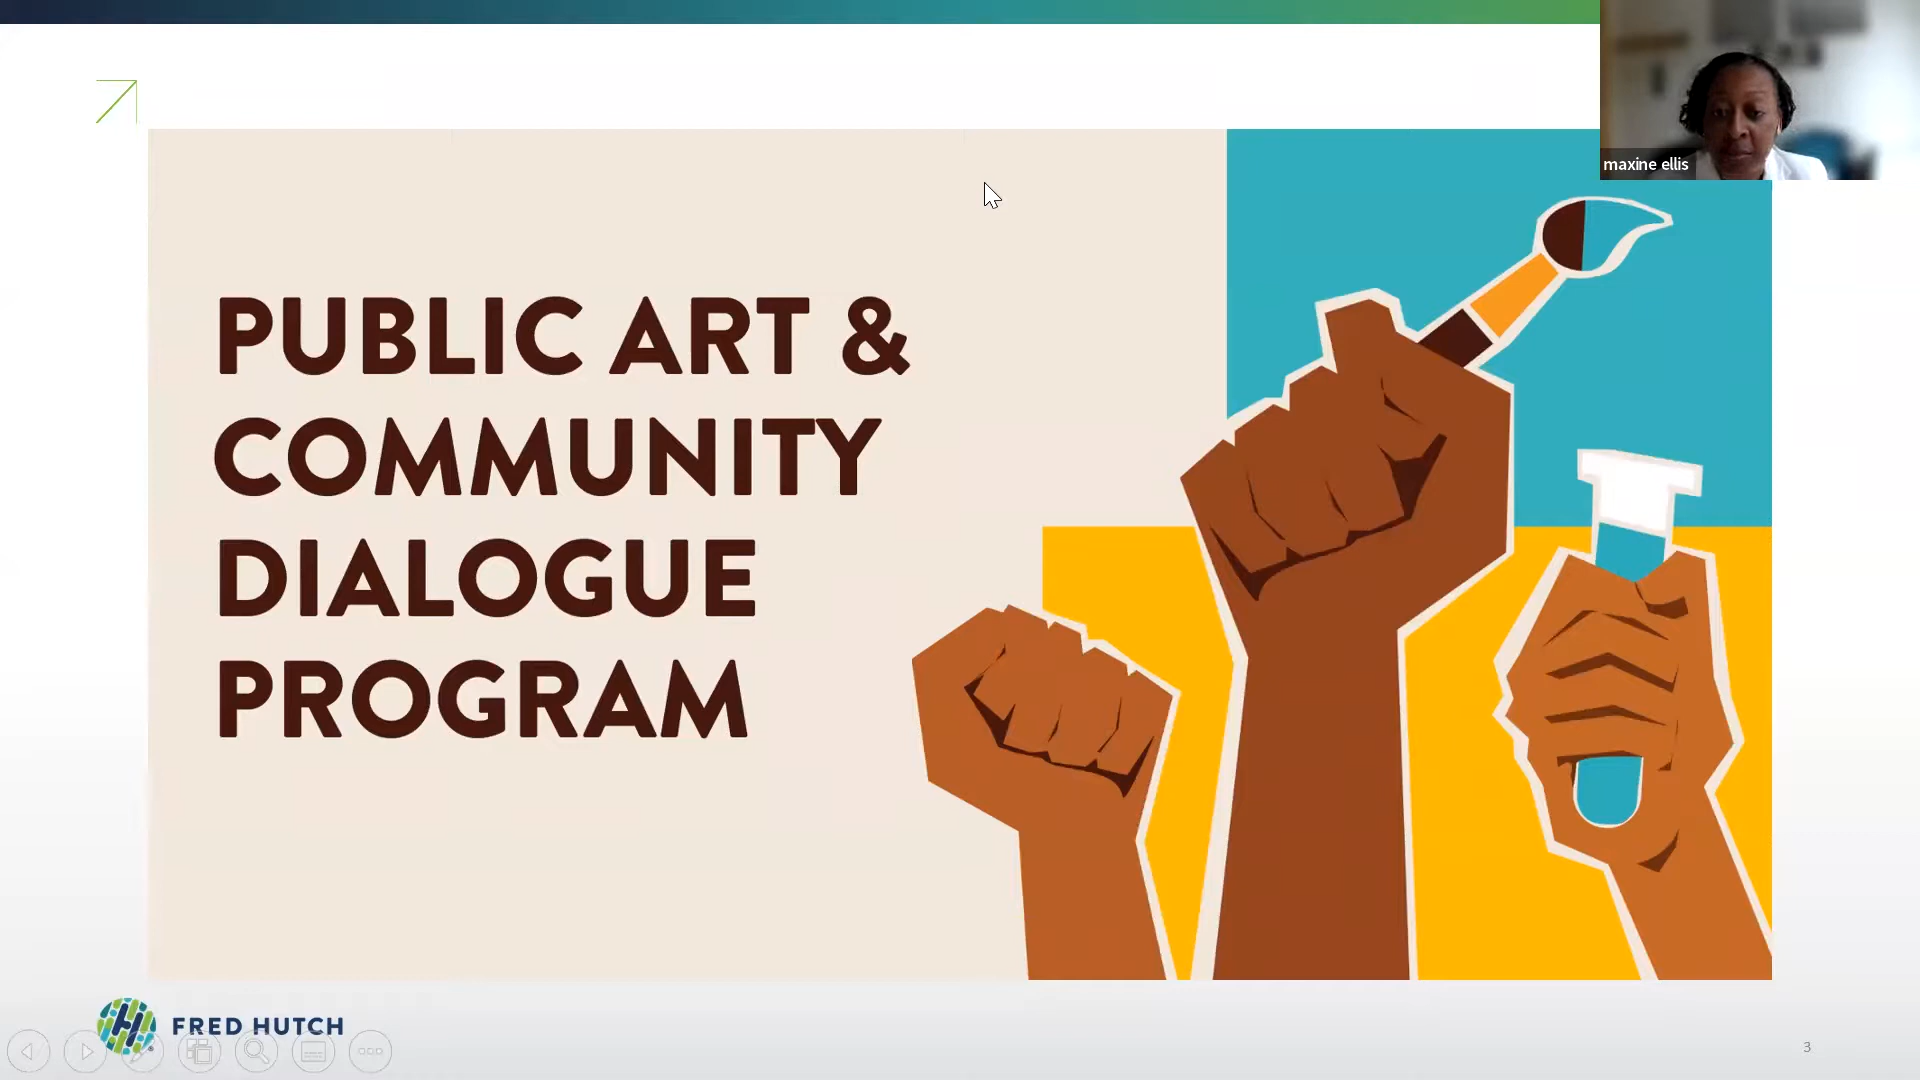 maxine ellis
PUBLIC ART &
COMMUNITY
DIALOGUE
PROGRAM
FRED HUTCH
3